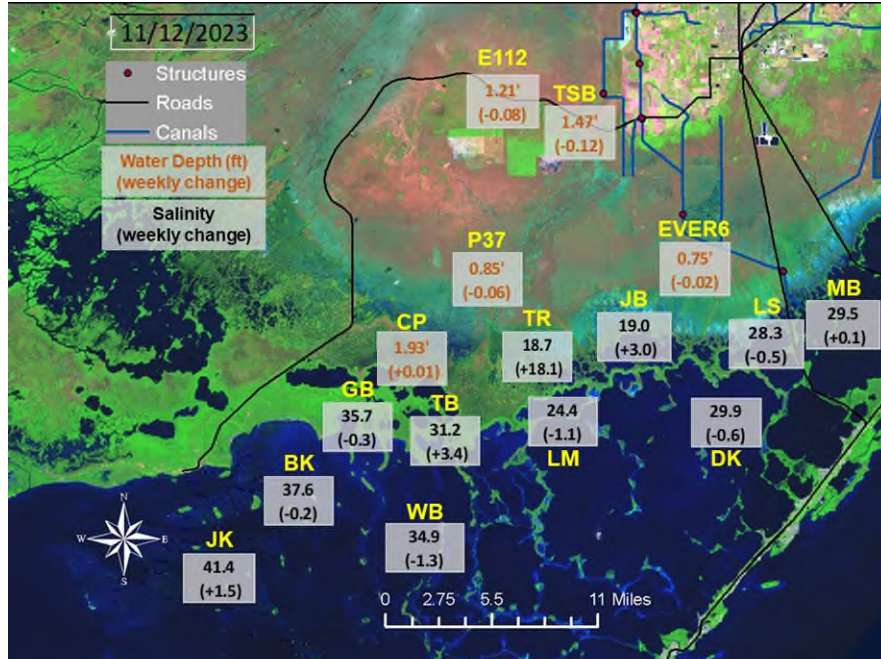 11/12/2023
Structures
Roads
Canals
Water Depth (ft)
(weekly change)
Salinity
(weekly change)
E112
1.21'
(-0.08)
TSB
1.47'
(-0.12)
P37
0.85'
(-0.06)
EVER6
0.75'
(-0.02)
CP
1.93'
(+0.01)
TR
18.7
(+18.1)
JB
19.0
(+3.0)
LS
28.3
(-0.5)
MB
29.5
(+0.1)
GB
35.7
(-0.3)
TB
31.2
(+3.4)
24.4
(-1.1)
LM
29.9
(-0.6)
DK
BK
37.6
(-0.2)
WB
34.9
(-1.3)
JK
41.4
(+1.5)
N
W E
S
0 2.75 5.5 11 Miles